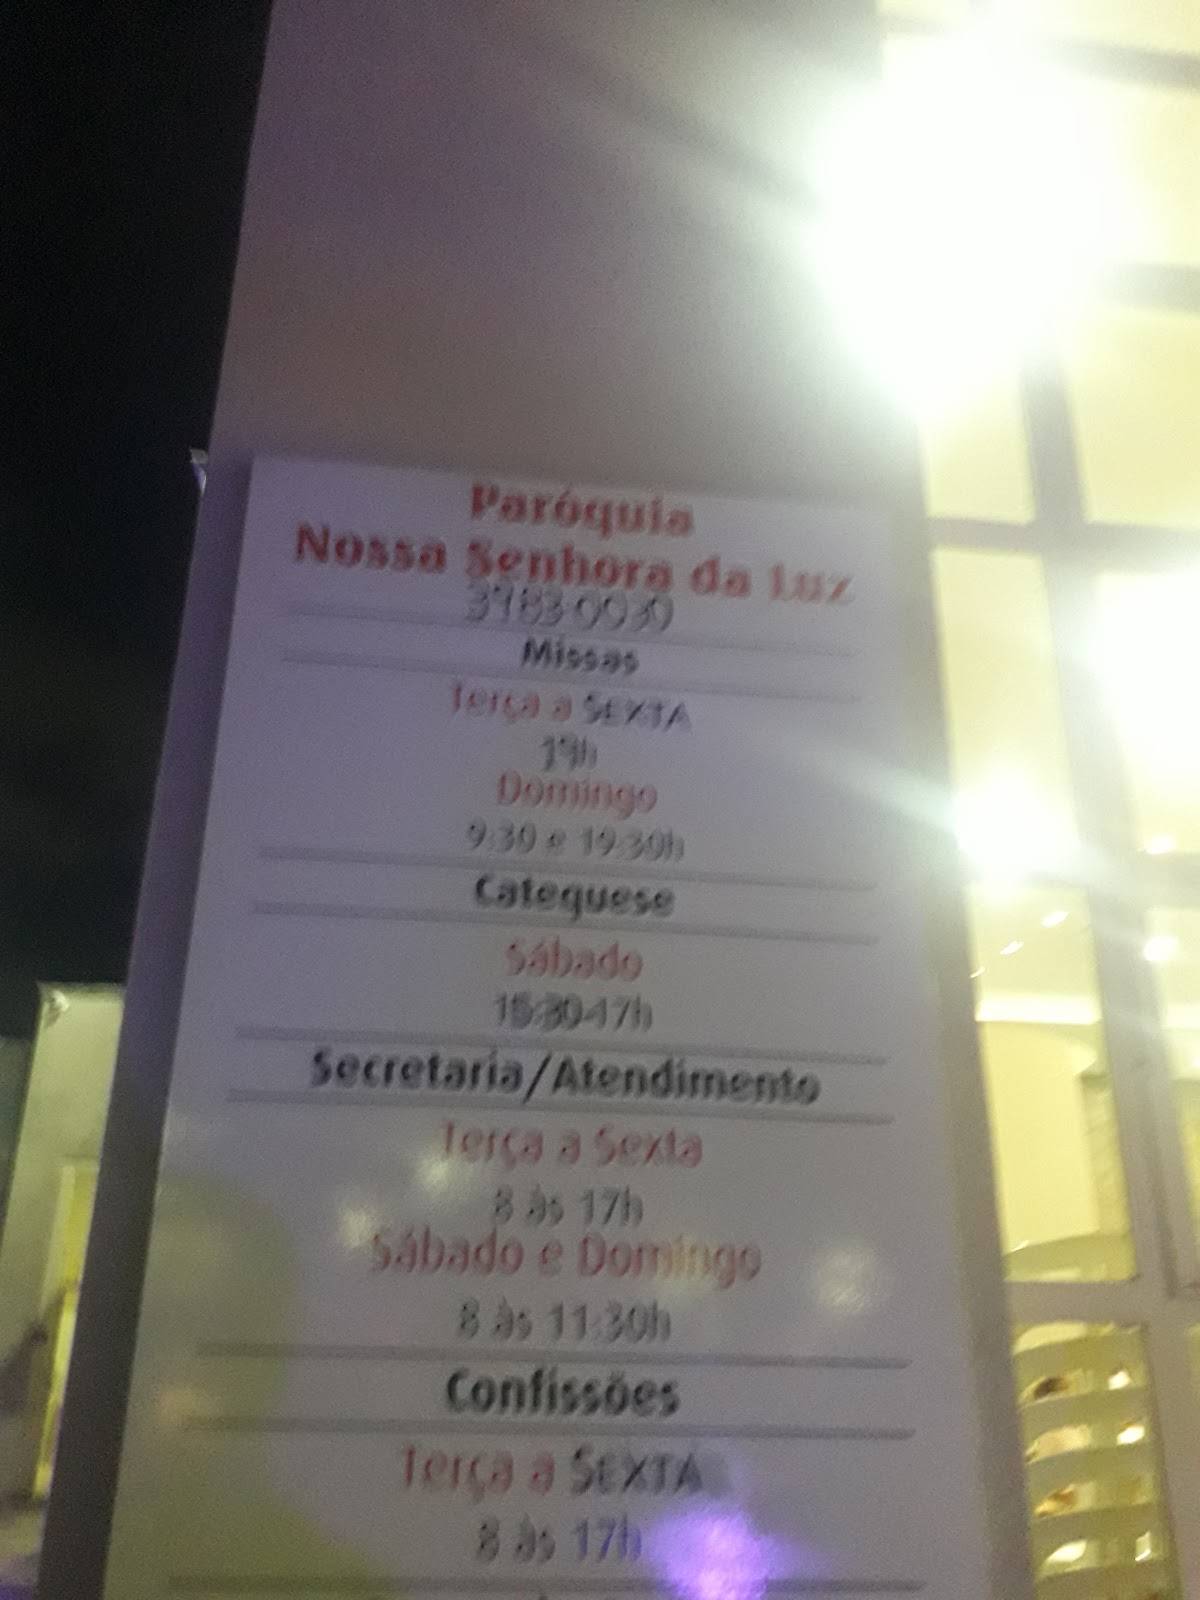 Paróquia
Nossa Senhora da Luz
Missas
Terça a SEXTA
19h
Domingo
9:30 e 19:30h
Catequese
Sábado
Secretaria/Atendimento
Terça a Sexta
8 às 17h
Sábado e Domingo
8 às 11:30h
Confissões
Terça a SEXTA
8 às 17h